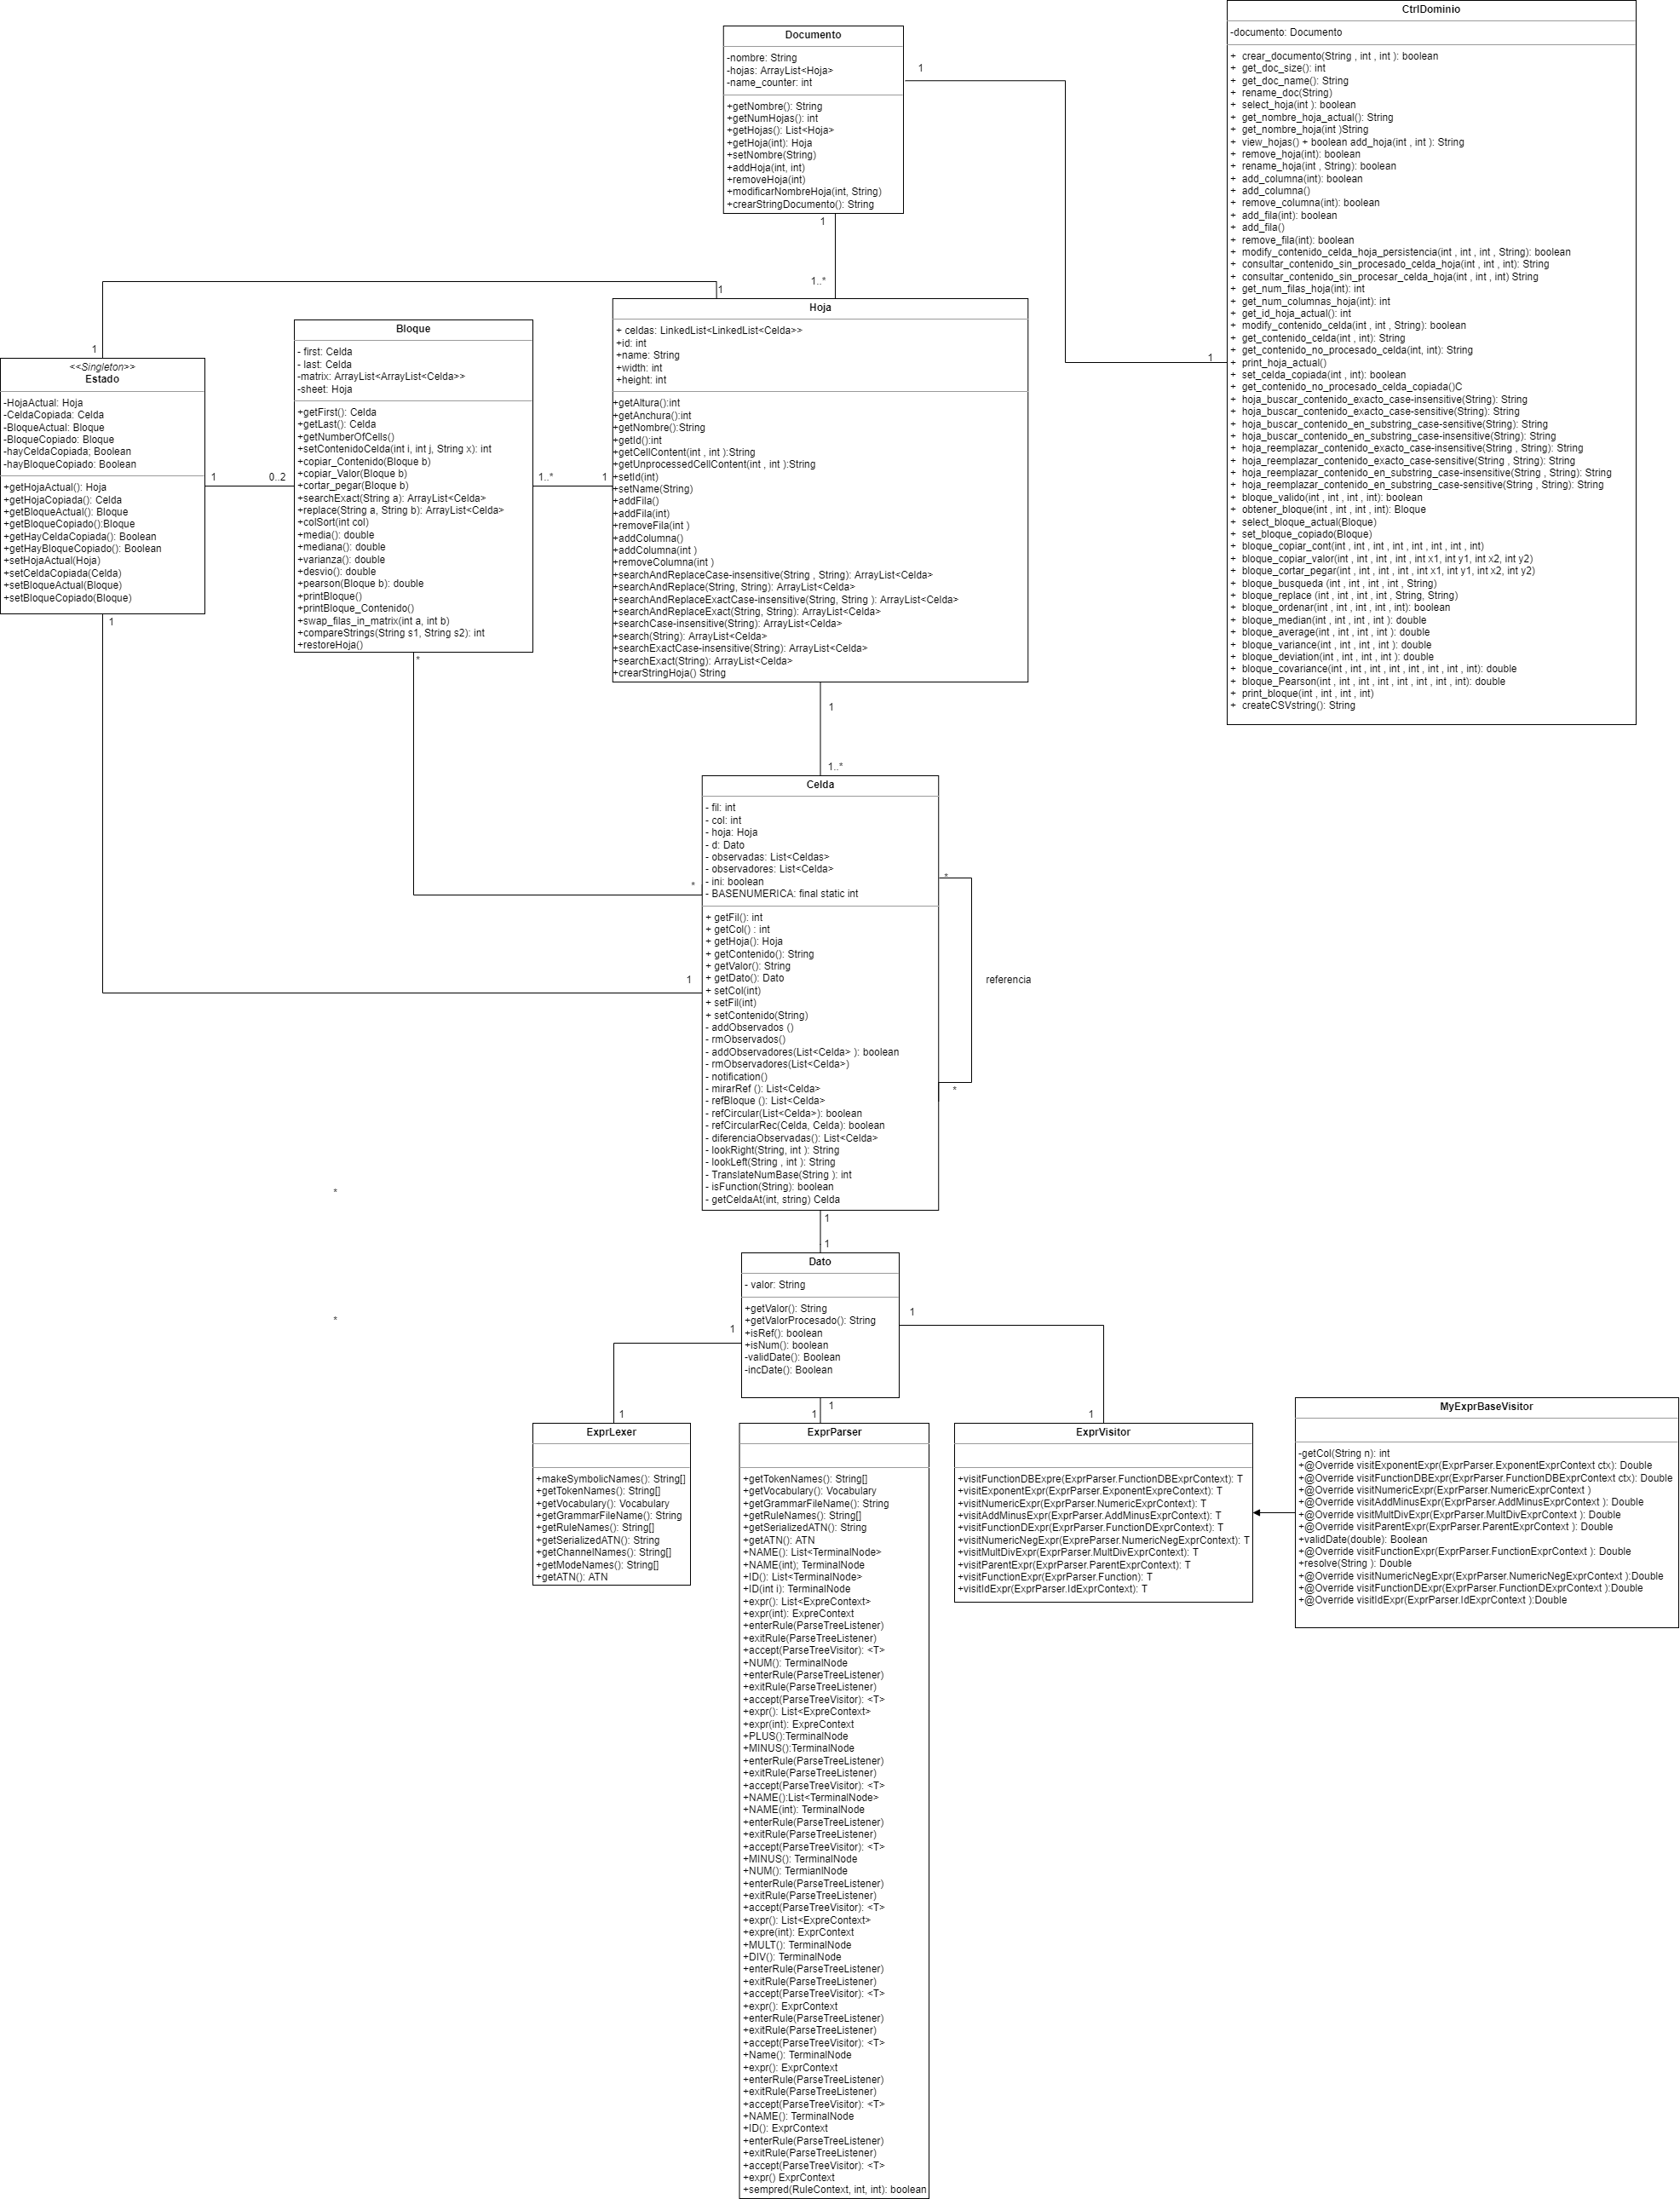 CtrlDominio
-documento: Documento
+  crear_documento(String , int , int ): boolean
+  get_doc_size(): int
+  get_doc_name(): String
+  rename_doc(String)
+  select_hoja(int ): boolean
+  get_nombre_hoja_actual(): String
+  get_nombre_hoja(int )String
+  view_hojas() + boolean add_hoja(int , int ): String
+  remove_hoja(int): boolean
+  rename_hoja(int , String): boolean
+  add_columna(int): boolean
+  add_columna()
+  remove_columna(int): boolean
+  add_fila(int): boolean
+  add_fila()
+  remove_fila(int): boolean
+  modify_contenido_celda_hoja_persistencia(int , int , int , String): boolean
+  consultar_contenido_sin_procesado_celda_hoja(int , int , int): String
+  consultar_contenido_sin_procesar_celda_hoja(int , int , int) String
+  get_num_filas_hoja(int): int
+  get_num_columnas_hoja(int): int
+  get_id_hoja_actual(): int
+  modify_contenido_celda(int , int , String): boolean
+  get_contenido_celda(int , int): String
+  get_contenido_no_procesado_celda(int, int): String
+  print_hoja_actual()
+  set_celda_copiada(int , int): boolean
+  get_contenido_no_procesado_celda_copiada()C
+  hoja_buscar_contenido_exacto_case-insensitive(String): String
+  hoja_buscar_contenido_exacto_case-sensitive(String): String
+  hoja_buscar_contenido_en_substring_case-sensitive(String): String
+  hoja_buscar_contenido_en_substring_case-insensitive(String): String
+  hoja_reemplazar_contenido_exacto_case-insensitive(String , String): String
+  hoja_reemplazar_contenido_exacto_case-sensitive(String , String): String
+  hoja_reemplazar_contenido_en_substring_case-insensitive(String , String): String
+  hoja_reemplazar_contenido_en_substring_case-sensitive(String , String): String
+  bloque_valido(int , int , int , int): boolean
+  obtener_bloque(int , int , int , int): Bloque
+  select_bloque_actual(Bloque)
+  set_bloque_copiado(Bloque)
+  bloque_copiar_cont(int , int , int , int , int , int , int , int)
+  bloque_copiar_valor(int , int , int , int , int x1, int y1, int x2, int y2)
+  bloque_cortar_pegar(int , int , int , int , int x1, int y1, int x2, int y2)
+  bloque_busqueda (int , int , int , int , String)
+  bloque_replace (int , int , int , int , String, String)
+  bloque_ordenar(int , int , int , int , int): boolean
+  bloque_median(int , int , int , int ): double
+  bloque_average(int , int , int , int ): double
+  bloque_variance(int , int , int , int ): double
+  bloque_deviation(int , int , int , int ): double
+  bloque_covariance(int , int , int , int , int , int , int , int): double
+  bloque_Pearson(int , int , int , int , int , int , int , int): double
+  print_bloque(int , int , int , int)
+  createCSVstring(): String
Documento
-nombre: String
-hojas: ArrayList<Hoja>
-name_counter: int
+getNombre(): String
+getNumHojas(): int
+getHojas(): List<Hoja>
+getHoja(int): Hoja
+setNombre(String)
+addHoja(int, int)
+removeHoja(int)
+modificarNombreHoja(int, String)
+crearStringDocumento(): String
1
1
1
1..*
1
1
Hoja
+ celdas: LinkedList<LinkedList<Celda>>
+id: int
+name: String
+width: int
+height: int
+getAltura():int
+getAnchura():int
+getNombre():String
+getId():int
+getCellContent(int , int ):String
+getUnprocessedCellContent(int , int ):String
+setId(int)
+setName(String)
+addFila()
+addFila(int)
+removeFila(int )
+addColumna()
+addColumna(int )
+removeColumna(int )
+searchAndReplaceCase-insensitive(String , String): ArrayList<Celda>
+searchAndReplace(String, String): ArrayList<Celda>
+searchAndReplaceExactCase-insensitive(String, String ): ArrayList<Celda>
+searchAndReplaceExact(String, String): ArrayList<Celda>
+searchCase-insensitive(String): ArrayList<Celda>
+search(String): ArrayList<Celda>
+searchExactCase-insensitive(String): ArrayList<Celda>
+searchExact(String): ArrayList<Celda>
+crearStringHoja() String
Bloque
- first: Celda
- last: Celda
-matrix: ArrayList<ArrayList<Celda>>
-sheet: Hoja
+getFirst(): Celda
+getLast(): Celda
+getNumberOfCells()
+setContenidoCelda(int i, int j, String x): int
+copiar_Contenido(Bloque b)
+copiar_Valor(Bloque b)
+cortar_pegar(Bloque b)
+searchExact(String a): ArrayList<Celda>
+replace(String a, String b): ArrayList<Celda>
+colSort(int col)
+media(): double
+mediana(): double
+varianza(): double
+desvio(): double
+pearson(Bloque b): double
+printBloque()
+printBloque_Contenido()
+swap_filas_in_matrix(int a, int b)
+compareStrings(String s1, String s2): int
+restoreHoja()
<<Singleton>>
Estado
-HojaActual: Hoja
-CeldaCopiada: Celda
-BloqueActual: Bloque
-BloqueCopiado: Bloque
-hayCeldaCopiada; Boolean
-hayBloqueCopiado: Boolean
+getHojaActual(): Hoja
+getHojaCopiada(): Celda
+getBloqueActual(): Bloque
+getBloqueCopiado():Bloque
+getHayCeldaCopiada(): Boolean
+getHayBloqueCopiado(): Boolean
+setHojaActual(Hoja)
+setCeldaCopiada(Celda)
+setBloqueActual(Bloque)
+setBloqueCopiado(Bloque)
1
0..2
1..*
1
1
*
1
1..*
*
1
Celda
- fil: int
- col: int
- hoja: Hoja
- d: Dato
- observadas: List<Celdas>
- observadores: List<Celda>
- ini: boolean
- BASENUMERICA: final static int
+ getFil(): int
+ getCol() : int
+ getHoja(): Hoja
+ getContenido(): String
+ getValor(): String
+ getDato(): Dato
+ setCol(int)
+ setFil(int)
+ setContenido(String)
- addObservados ()
- rmObservados()
- addObservadores(List<Celda> ): boolean
- rmObservadores(List<Celda>)
- notification()
- mirarRef (): List<Celda>
- refBloque (): List<Celda>
- refCircular(List<Celda>): boolean
- refCircularRec(Celda, Celda): boolean
- diferenciaObservadas(): List<Celda>
- lookRight(String, int ): String
- lookLeft(String , int ): String
- TranslateNumBase(String ): int
- isFunction(String): boolean
- getCeldaAt(int, string) Celda
*
referencia
*
*
*
1
1
Dato
- valor: String
+getValor(): String
+getValorProcesado(): String
+isRef(): boolean
+isNum(): boolean
-validDate(): Boolean
-incDate(): Boolean
1
1
1
1
1
1
ExprLexer
+makeSymbolicNames(): String[]
+getTokenNames(): String[]
+getVocabulary(): Vocabulary
+getGrammarFileName(): String
+getRuleNames(): String[]
+getSerializedATN(): String
+getChannelNames(): String[]
+getModeNames(): String[]
+getATN(): ATN
ExprParser
+getTokenNames(): String[]
+getVocabulary(): Vocabulary
+getGrammarFileName(): String
+getRuleNames(): String[]
+getSerializedATN(): String
+getATN(): ATN
+NAME(): List<TerminalNode>
+NAME(int); TerminalNode
+ID(): List<TerminalNode>
+ID(int i): TerminalNode
+expr(): List<ExpreContext>
+expr(int): ExpreContext
+enterRule(ParseTreeListener)
+exitRule(ParseTreeListener)
+accept(ParseTreeVisitor): <T>
+NUM(): TerminalNode
+enterRule(ParseTreeListener)
+exitRule(ParseTreeListener)
+accept(ParseTreeVisitor): <T>
+expr(): List<ExpreContext>
+expr(int): ExpreContext
+PLUS():TerminalNode
+MINUS():TerminalNode
+enterRule(ParseTreeListener)
+exitRule(ParseTreeListener)
+accept(ParseTreeVisitor): <T>
+NAME():List<TerminalNode>
+NAME(int): TerminalNode
+enterRule(ParseTreeListener)
+exitRule(ParseTreeListener)
+accept(ParseTreeVisitor): <T>
+MINUS(): TerminalNode
+NUM(): TermianlNode
+enterRule(ParseTreeListener)
+exitRule(ParseTreeListener)
+accept(ParseTreeVisitor): <T>
+expr(): List<ExpreContext>
+expre(int): ExprContext
+MULT(): TerminalNode
+DIV(): TerminalNode
+enterRule(ParseTreeListener)
+exitRule(ParseTreeListener)
+accept(ParseTreeVisitor): <T>
+expr(): ExprContext
+enterRule(ParseTreeListener)
+exitRule(ParseTreeListener)
+accept(ParseTreeVisitor): <T>
+Name(): TerminalNode
+expr(): ExprContext
+enterRule(ParseTreeListener)
+exitRule(ParseTreeListener)
+accept(ParseTreeVisitor): <T>
+NAME(): TerminalNode
+ID(): ExprContext
+enterRule(ParseTreeListener)
+exitRule(ParseTreeListener)
+accept(ParseTreeVisitor): <T>
+expr() ExprContext
+sempred(RuleContext, int, int): boolean
ExprVisitor
+visitFunctionDBExpre(ExprParser.FunctionDBExprContext): T
+visitExponentExpr(ExprParser.ExponentExpreContext): T
+visitNumericExpr(ExprParser.NumericExprContext): T
+visitAddMinusExpr(ExprParser.AddMinusExprContext): T
+visitFunctionDExpr(ExprParser.FunctionDExprContext): T
+visitNumericNegExpr(ExpreParser.NumericNegExprContext): T
+visitMultDivExpr(ExprParser.MultDivExprContext): T
+visitParentExpr(ExprParser.ParentExprContext): T
+visitFunctionExpr(ExprParser.Function): T
+visitIdExpr(ExprParser.IdExprContext): T
MyExprBaseVisitor
-getCol(String n): int
+@Override visitExponentExpr(ExprParser.ExponentExprContext ctx): Double
+@Override visitFunctionDBExpr(ExprParser.FunctionDBExprContext ctx): Double
+@Override visitNumericExpr(ExprParser.NumericExprContext )
+@Override visitAddMinusExpr(ExprParser.AddMinusExprContext ): Double
+@Override visitMultDivExpr(ExprParser.MultDivExprContext ): Double
+@Override visitParentExpr(ExprParser.ParentExprContext ): Double
+validDate(double): Boolean
+@Override visitFunctionExpr(ExprParser.FunctionExprContext ): Double
+resolve(String ): Double
+@Override visitNumericNegExpr(ExprParser.NumericNegExprContext ):Double
+@Override visitFunctionDExpr(ExprParser.FunctionDExprContext ):Double
+@Override visitIdExpr(ExprParser.IdExprContext ):Double